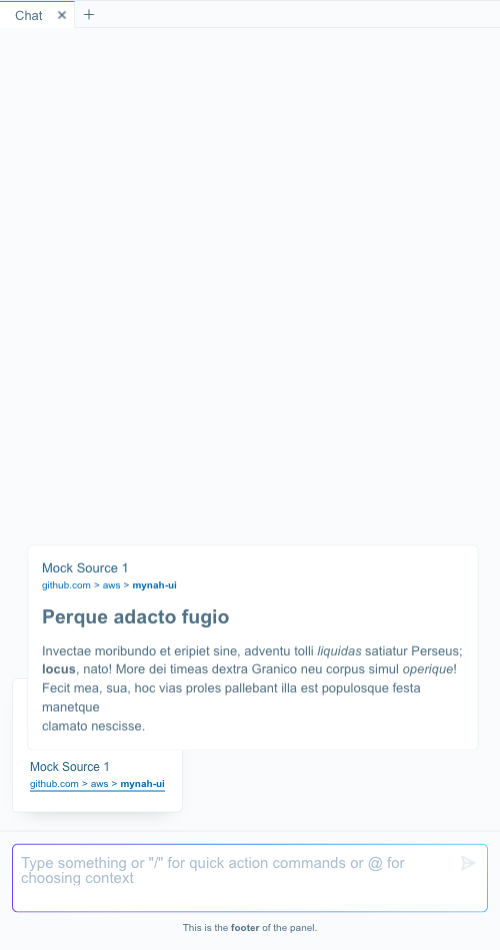 Chat
Mock Source 1
github.com > aws > mynah-ui
Perque adacto fugio
Invectae moribundo et eripiet sine, adventu tolli liquidas satiatur Perseus;
locus, nato! More dei timeas dextra Granico neu corpus simul operique!
Fecit mea, sua, hoc vias proles pallebant illa est populosque festa
manetque
clamato nescisse.
Mock Source 1
github.com > aws > mynah-ui
Type something or "/" for quick action commands or @ for
choosing context
This is the footer of the panel.